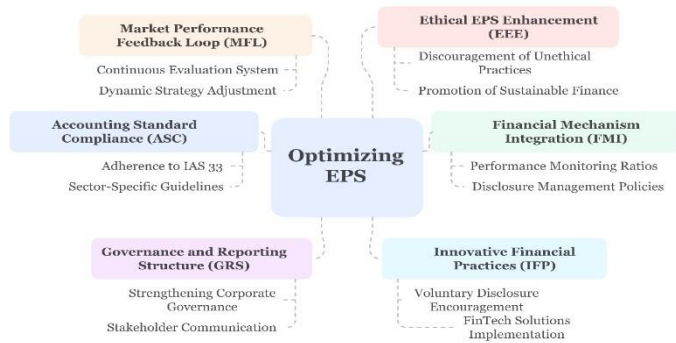 Market Performance
Feedback Loop (MFL)
Continuous Evaluation System
Dynamic Strategy Adjustment
Ethical EPS Enhancement
(EEE)
Discouragement of Unethical
Practices
Promotion of Sustainable Finance
Accounting Standard
Compliance (ASC)
Adherence to IAS 33
Sector-Specific Guidelines
Optimizing
EPS
Financial Mechanism
Integration (FMI)
Performance Monitoring Ratios
Disclosure Management Policies
Governance and Reporting
Structure (GRS)
Strengthening Corporate
Governance
Stakeholder Communication
Innovative Financial
Practices (IFP)
Voluntary Disclosure
Encouragement
FinTech Solutions
Implementation